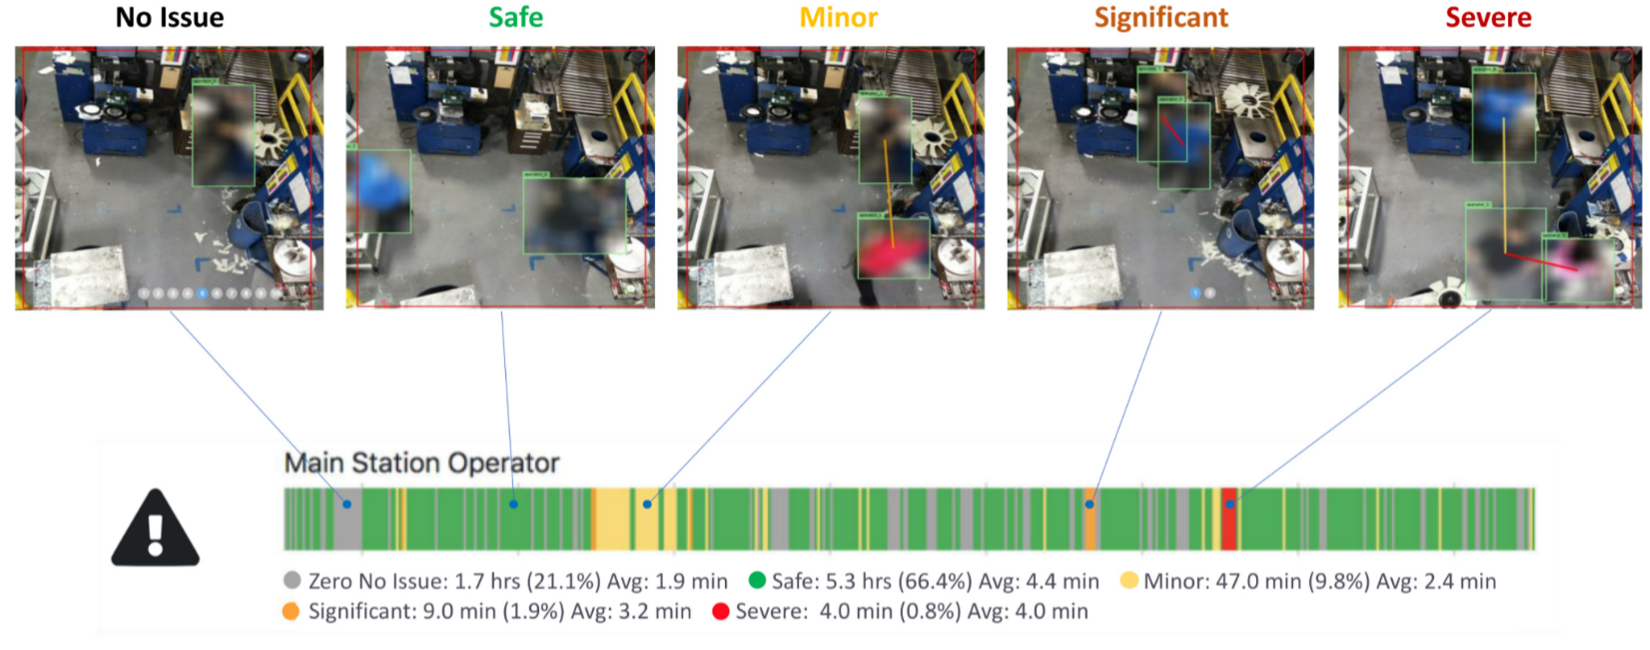 No Issue
Safe
Minor
Significant
Severe
Main Station Operator
Zero No Issue: 1.7 hrs (21.1%) Avg: 1.9 min
Safe: 5.3 hrs (66.4%) Avg: 4.4 min
Minor: 47.0 min (9.8%) Avg: 2.4 min
Significant: 9.0 min (1.9%) Avg: 3.2 min
Severe: 4.0 min (0.8%) Avg: 4.0 min